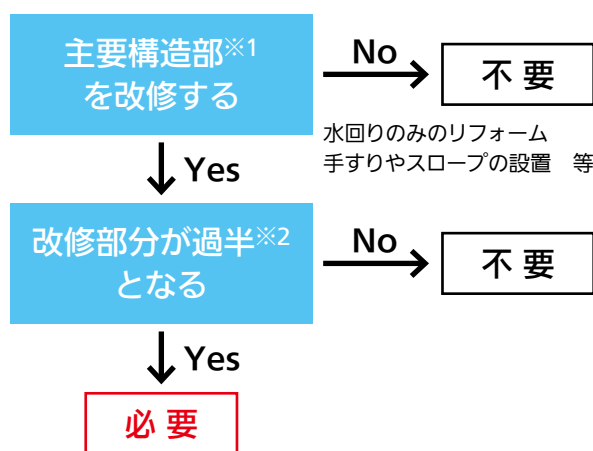 主要構造部※1
を改修する
No
不要
水回りのみのリフォーム
手すりやスロープの設置　等
Yes
改修部分が過半※2
となる
No
不要
Yes
必要